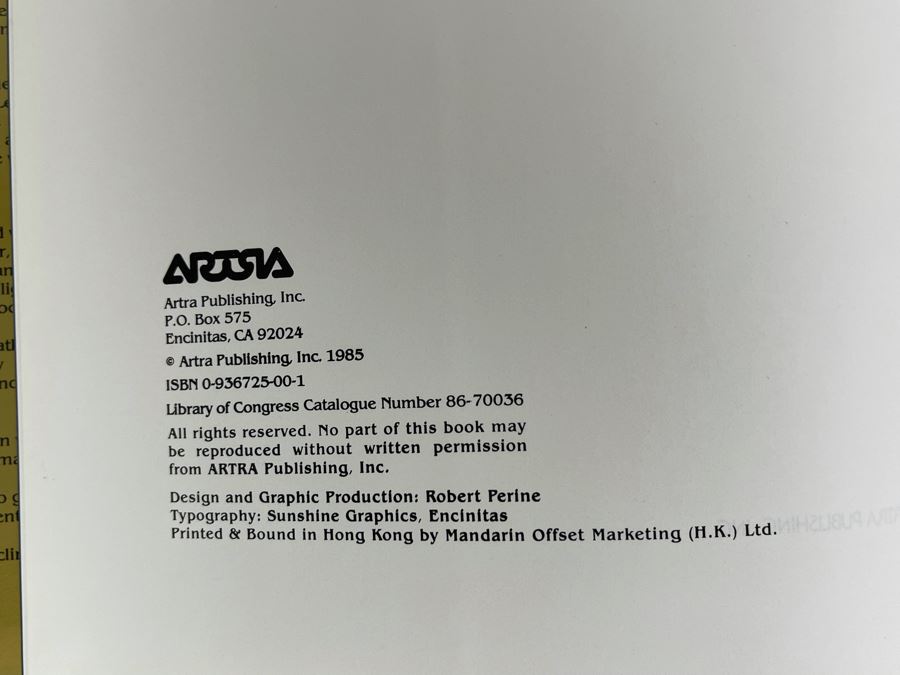 ARTRA
Artra Publishing, Inc.
P.O. Box 575
Encinitas, CA 92024
© Artra Publishing, Inc. 1985
ISBN 0-936725-00-1
Library of Congress Catalogue Number 86-70036
All rights reserved. No part of this book may
be reproduced without written permission
from ARTRA Publishing, Inc.
Design and Graphic Production: Robert Perine
Typography: Sunshine Graphics, Encinitas
Printed & Bound in Hong Kong by Mandarin Offset Marketing (H.K.) Ltd.